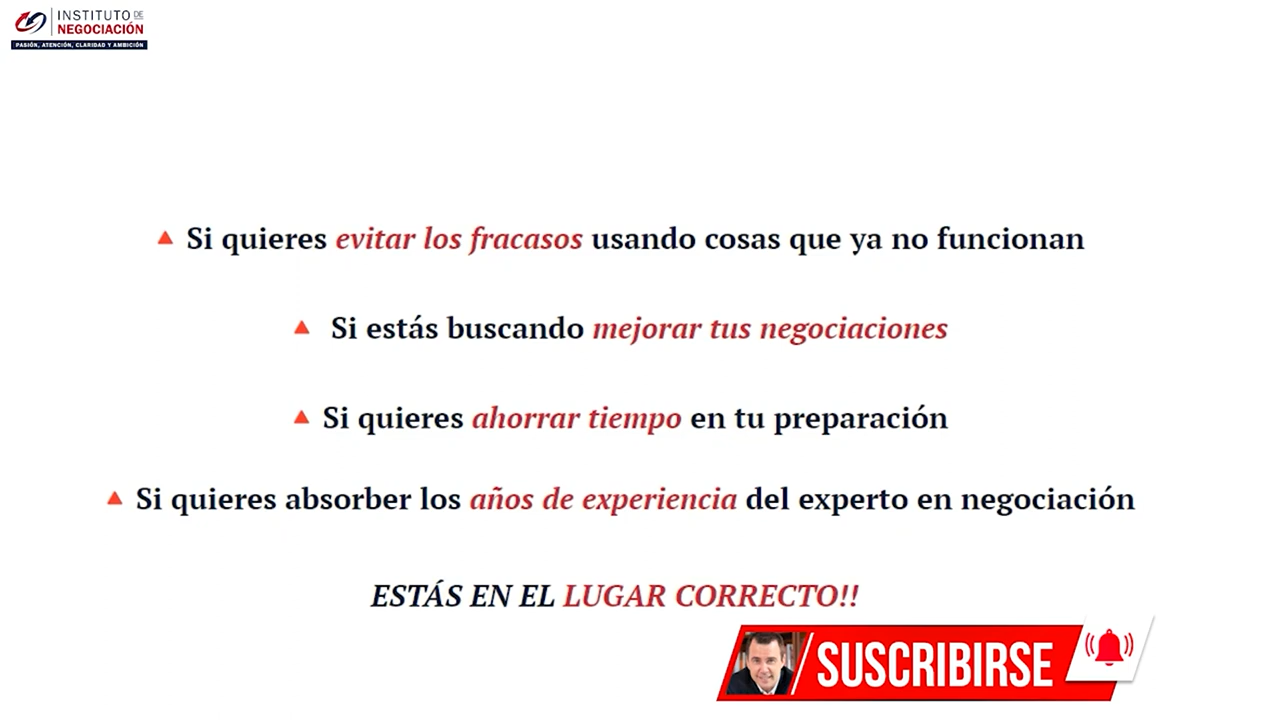 INSTITUTO DE
NEGOCIACIÓN
PASIÓN, ATENCIÓN, CLARIDAD Y AMBICIÓN
Si quieres evitar los fracasos usando cosas que ya no funcionan
Si estás buscando mejorar tus negociaciones
Si quieres ahorrar tiempo en tu preparación
Si quieres absorber los años de experiencia del experto en negociación
ESTÁS EN EL LUGAR CORRECTO!!
SUSCRIBIRSE